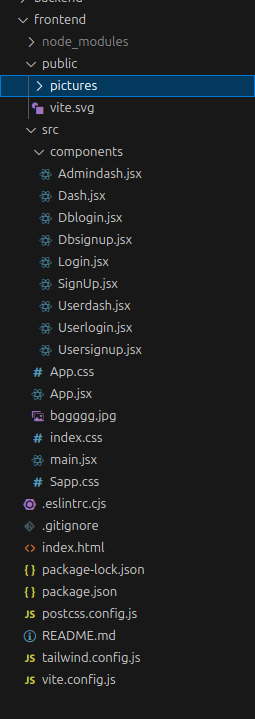 frontend
node_modules
public
pictures
vite.svg
src
components
Admindash.jsx
Dash.jsx
Dblogin.jsx
Dbsignup.jsx
Login.jsx
SignUp.jsx
Userdash.jsx
Userlogin.jsx
Usersignup.jsx
# App.css
App.jsx
bggggg.jpg
# index.css
main.jsx
# Sapp.css
.eslintrc.cjs
.gitignore
<> index.html
{} package-lock.json
{} package.json
JS postcss.config.js
README.md
JS tailwind.config.js
JS vite.config.js